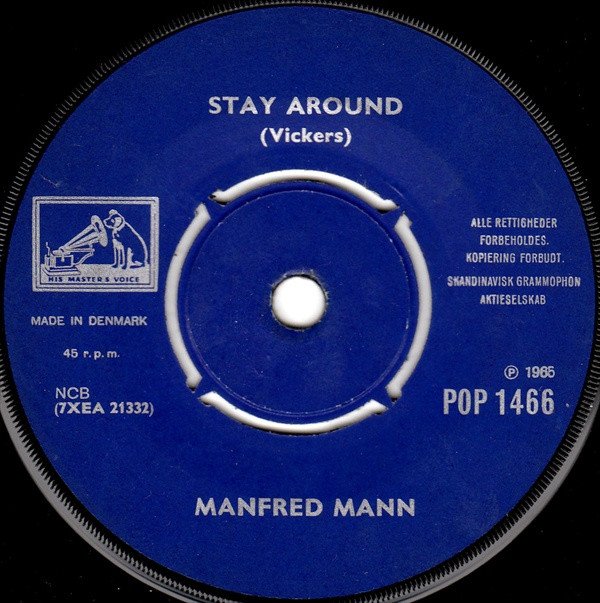 STAY AROUND
(Vickers)
HIS MASTER'S VOICE
MADE IN DENMARK
45 r.p.m.
NCB
(7XEA 21332)
ALLE RETTIGHEDER
FORBEHOLDES.
KOPIERING FORBUDT.
SKANDINAVISK GRAMMOPHON
AKTIESELSKAB
℗ 1965
POP 1466
MANFRED MANN